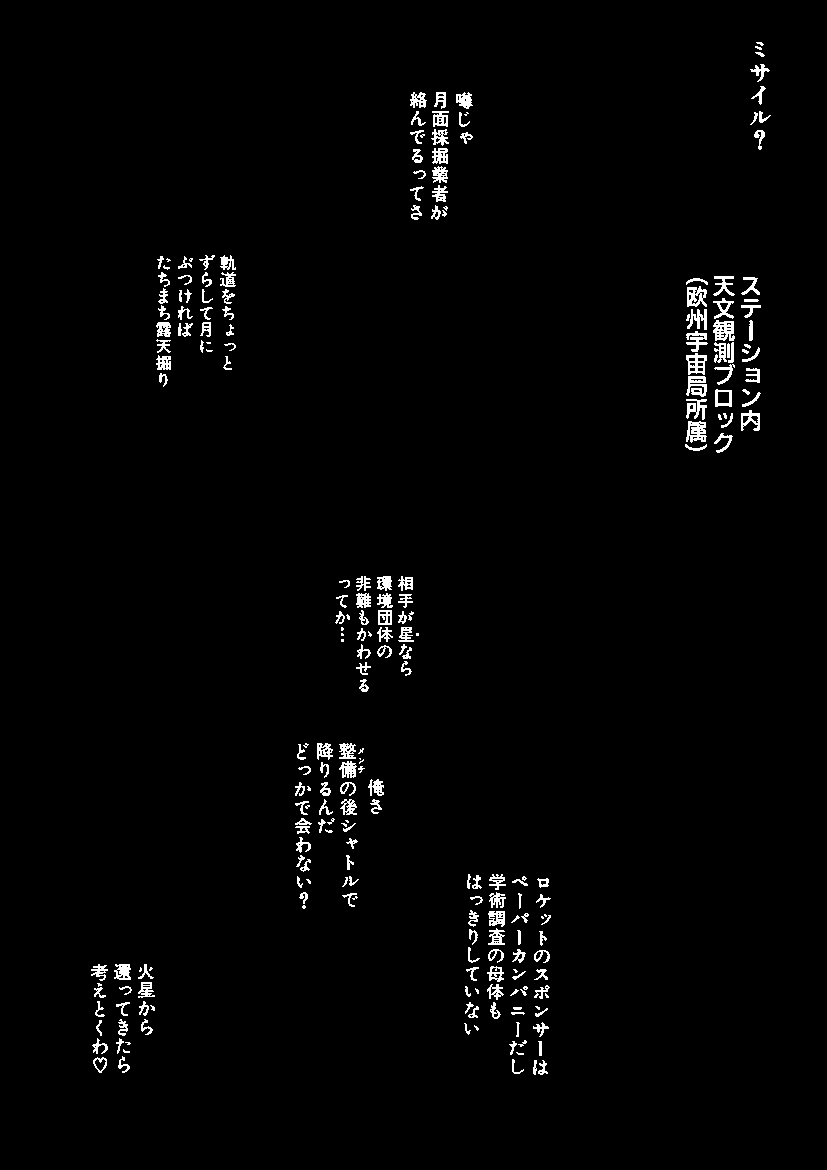 ミサイル?
ステーション内
天文観測ブロック
(欧州宇宙局所属)
噂じゃ
月面採掘業者が
絡んでるってさ
軌道をちょっと
ずらして月に
ぶつければ
たちまち露天掘り
相手が星なら
環境団体の
非難もかわせる
ってか…
俺さ
整備の後シャトルで
メンテ
降りるんだ
どっかで会わない?
ロケットのスポンサーは
ペーパーカンパニーだし
学術調査の母体も
はっきりしていない
火星から
還ってきたら
考えとくわ♡